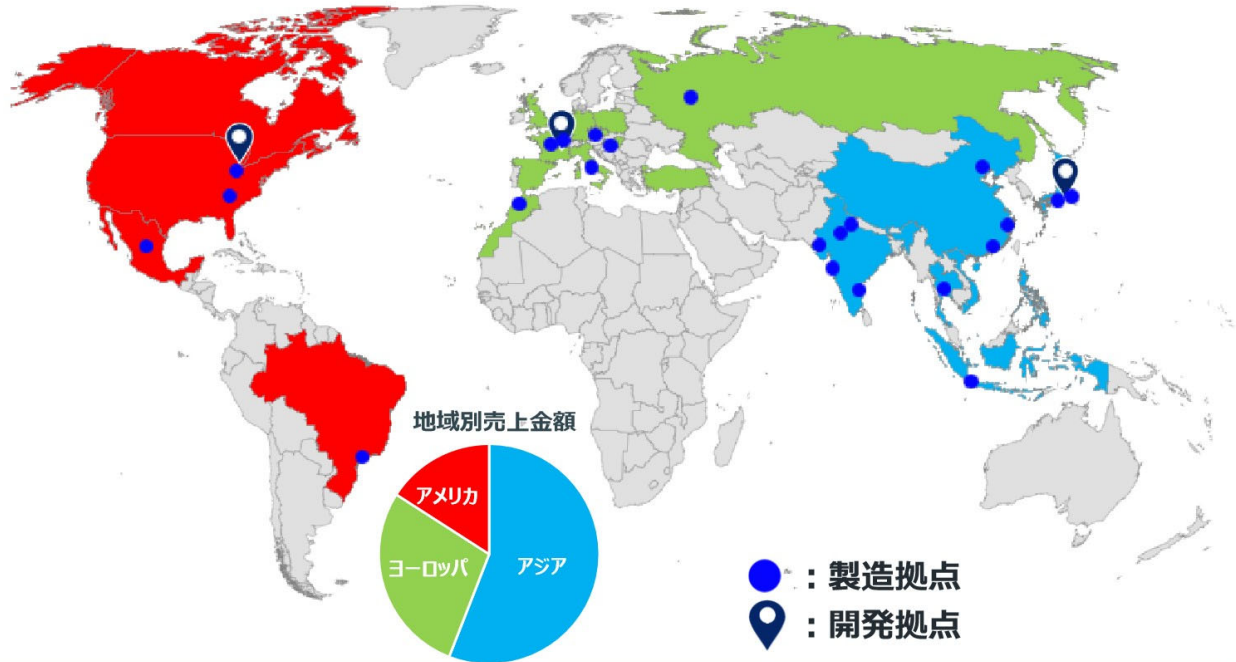 地域別売上金額
アメリカ
ヨーロッパ
アジア
：製造拠点
：開発拠点